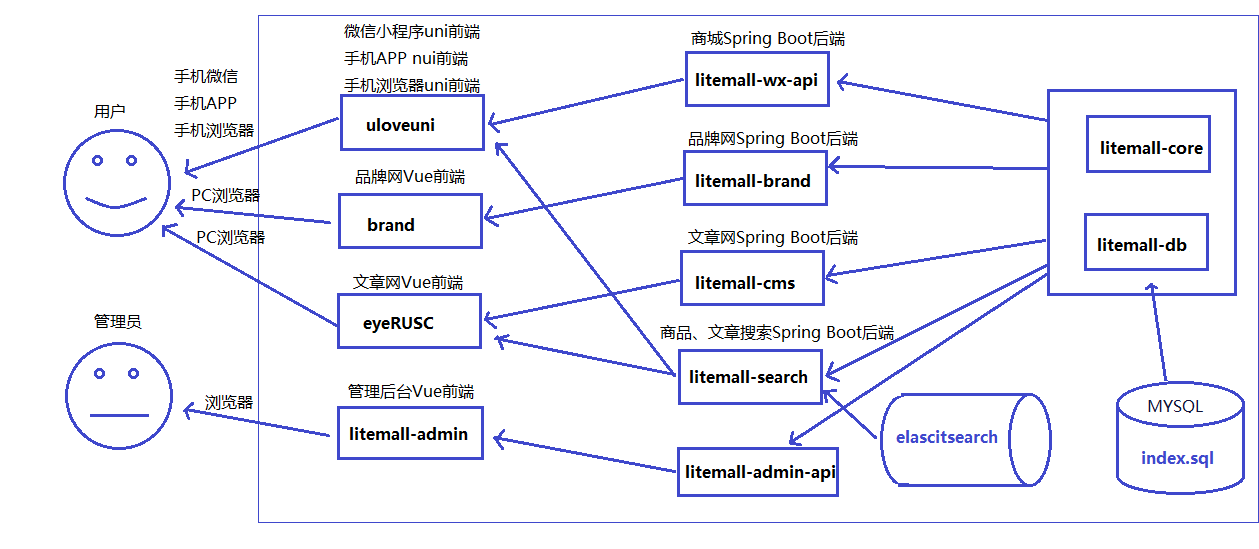 用户
手机微信
手机APP
手机浏览器
PC浏览器
PC浏览器
管理员
浏览器
微信小程序uni前端
手机APP nui前端
手机浏览器uni前端
uloveuni
品牌网Vue前端
brand
文章网Vue前端
eyeRUSC
管理后台Vue前端
litemall-admin
商城Spring Boot后端
litemall-wx-api
品牌网Spring Boot后端
litemall-brand
文章网Spring Boot后端
litemall-cms
商品、文章搜索Spring Boot后端
litemall-search
litemall-admin-api
elascitsearch
litemall-core
litemall-db
MYSQL
index.sql